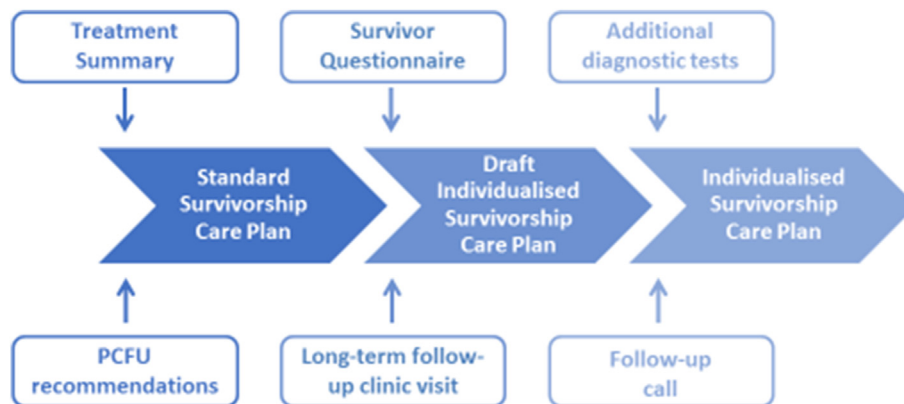 Treatment
Summary
Survivor
Questionnaire
Additional
diagnostic tests
Standard
Survivorship
Care Plan
Draft
Individualised
Survivorship
Care Plan
Individualised
Survivorship
Care Plan
PCFU
recommendations
Long-term follow-
up clinic visit
Follow-up
call